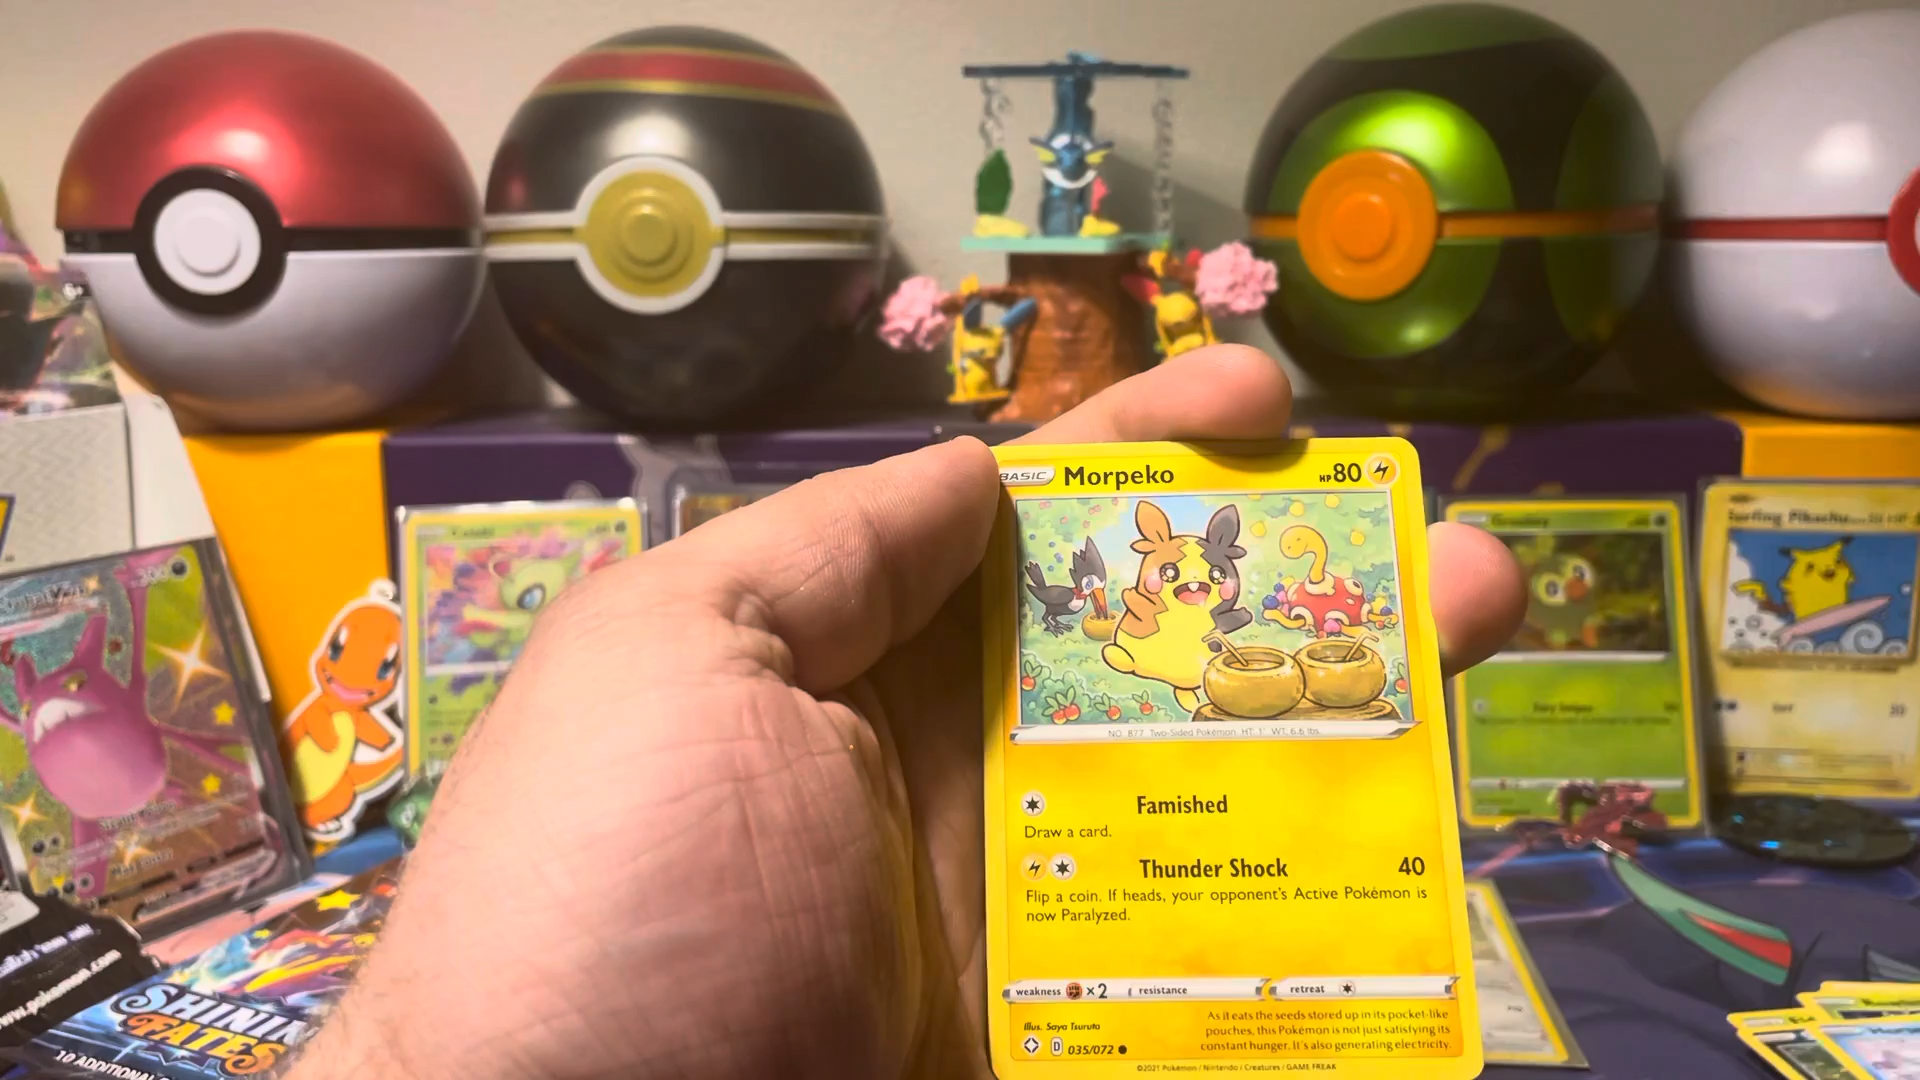 BASIC Morpeko HP80
NO. 877 Two-Sided Pokémon HT: 1' WT: 6.6 lbs.
Famished
Draw a card.
Thunder Shock 40
Flip a coin. If heads, your opponent's Active Pokémon is
now Paralyzed.
weakness ×2 resistance retreat
Illus. Saya Tsuruta
As it eats the seeds stored up in its pocket-like
pouches, this Pokémon is not just satisfying its
constant hunger. It's also generating electricity.
D 035/072
©2021 Pokémon / Nintendo / Creatures / GAME FREAK
Surfing Pikachu
www.pokemon.com
SHINING
FATES
10 ADDITIONAL